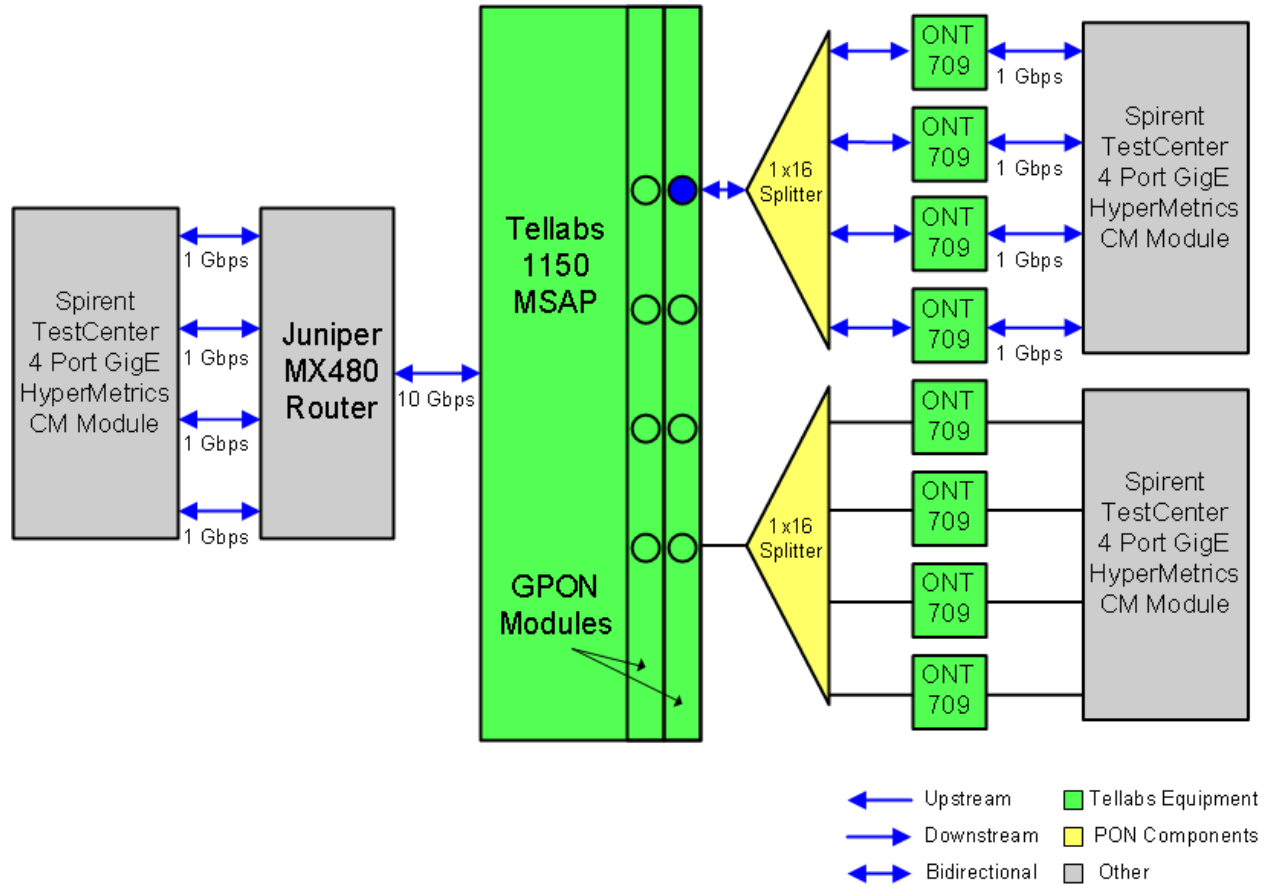 Spirent
TestCenter
4 Port GigE
HyperMetrics
CM Module
1 Gbps
1 Gbps
1 Gbps
1 Gbps
Juniper
MX480
Router
10 Gbps
Tellabs
1150
MSAP
GPON
Modules
1x16
Splitter
ONT
709
1 Gbps
ONT
709
1 Gbps
ONT
709
1 Gbps
ONT
709
1 Gbps
Spirent
TestCenter
4 Port GigE
HyperMetrics
CM Module
1x16
Splitter
ONT
709
ONT
709
ONT
709
ONT
709
Spirent
TestCenter
4 Port GigE
HyperMetrics
CM Module
Upstream
Downstream
Bidirectional
Tellabs Equipment
PON Components
Other